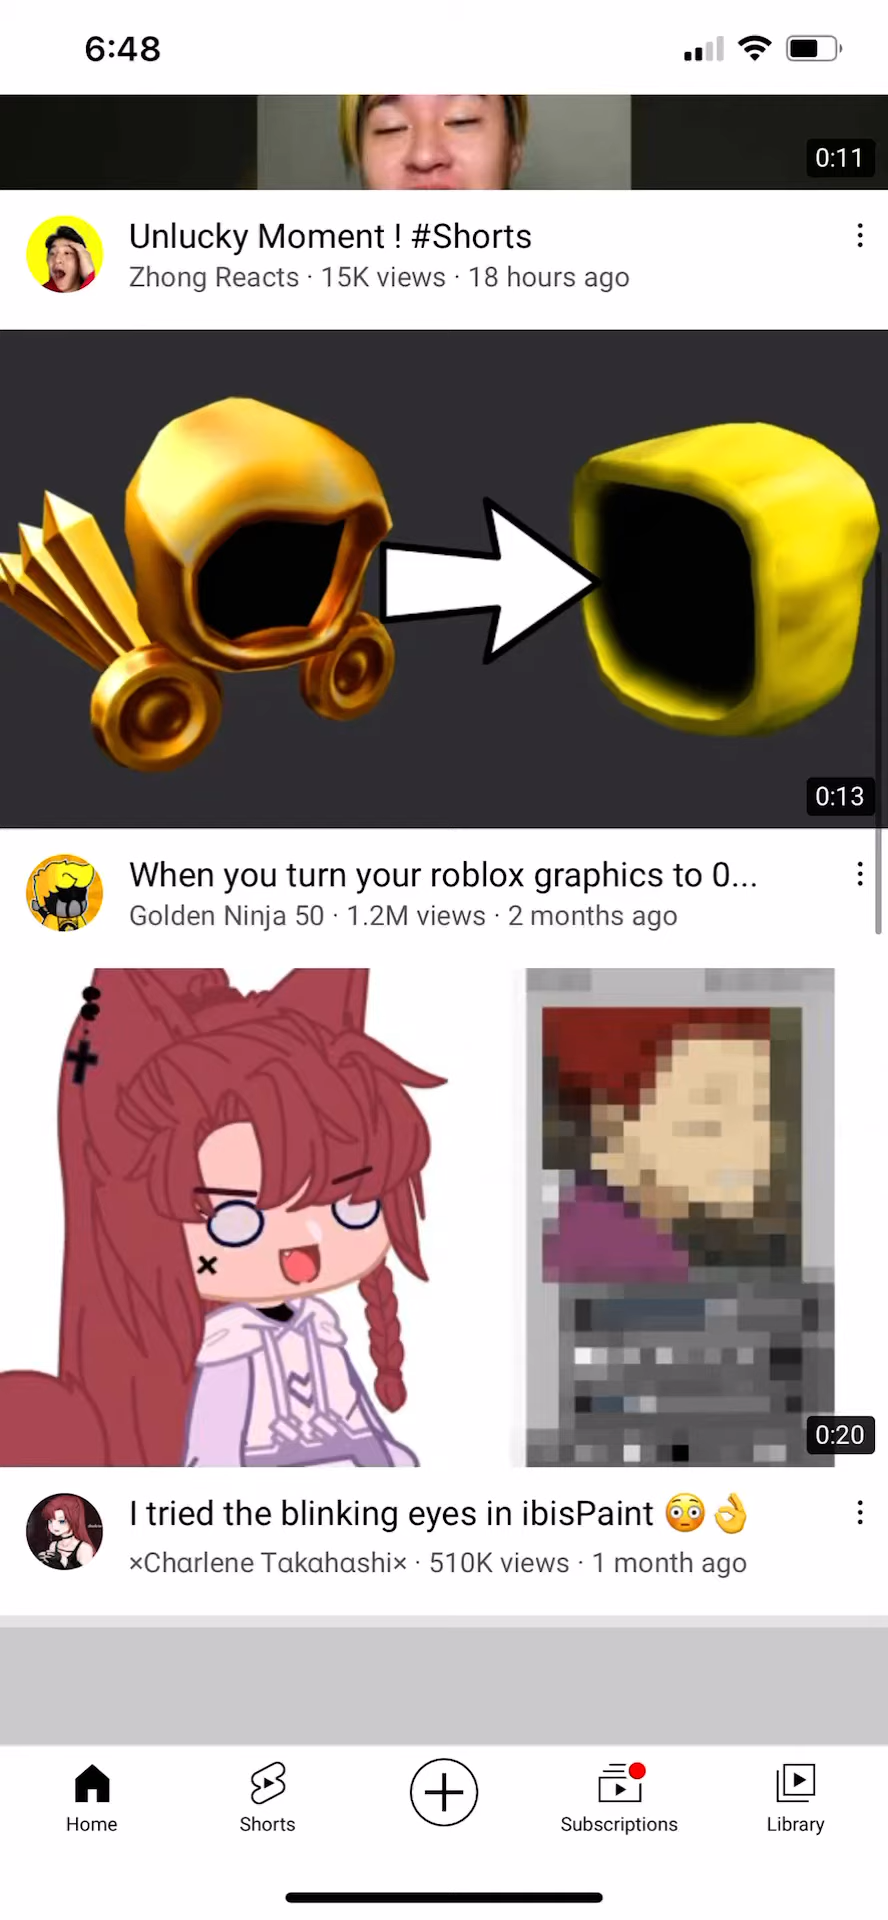 6:48
0:11
Unlucky Moment ! #Shorts
Zhong Reacts · 15K views · 18 hours ago
0:13
When you turn your roblox graphics to 0...
Golden Ninja 50 · 1.2M views · 2 months ago
0:20
I tried the blinking eyes in ibisPaint 😳👌
×Chαrlene Tαkαhαshi× · 510K views · 1 month ago
Home
Shorts
Subscriptions
Library